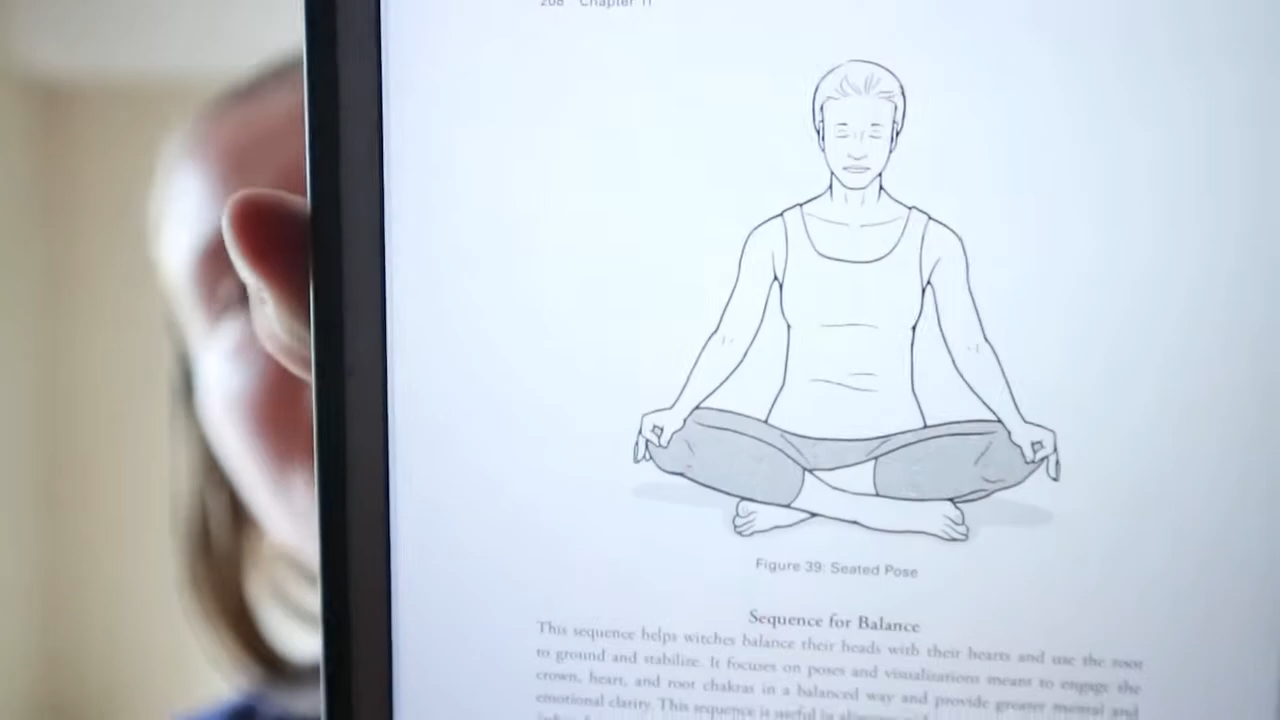 208 Chapter 11
Figure 39: Seated Pose
Sequence for Balance
This sequence helps witches balance their heads with their hearts and use the root
to ground and stabilize. It focuses on poses and visualizations meant to engage the
crown, heart, and root chakras in a balanced way and provide greater mental and
emotional clarity. This sequence is useful in